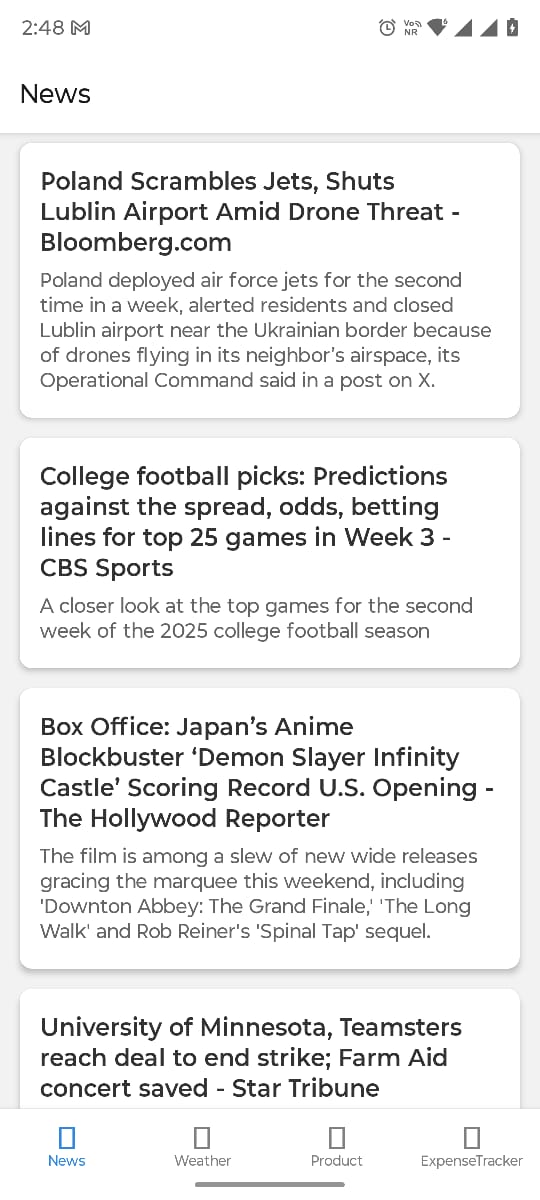 2:48
Vo))
NR
6
News
Poland Scrambles Jets, Shuts
Lublin Airport Amid Drone Threat -
Bloomberg.com
Poland deployed air force jets for the second
time in a week, alerted residents and closed
Lublin airport near the Ukrainian border because
of drones flying in its neighbor's airspace, its
Operational Command said in a post on X.
College football picks: Predictions
against the spread, odds, betting
lines for top 25 games in Week 3 -
CBS Sports
A closer look at the top games for the second
week of the 2025 college football season
Box Office: Japan’s Anime
Blockbuster ‘Demon Slayer Infinity
Castle’ Scoring Record U.S. Opening -
The Hollywood Reporter
The film is among a slew of new wide releases
gracing the marquee this weekend, including
'Downton Abbey: The Grand Finale,' 'The Long
Walk' and Rob Reiner's 'Spinal Tap' sequel.
University of Minnesota, Teamsters
reach deal to end strike; Farm Aid
concert saved - Star Tribune
News Weather Product ExpenseTracker